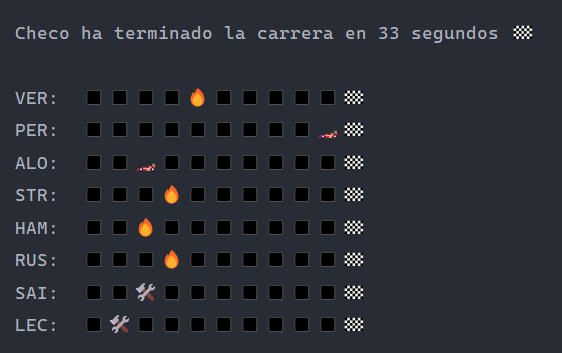 Checo ha terminado la carrera en 33 segundos 🏁
VER: ⬛⬛⬛⬛🔥⬛⬛⬛⬛⬛🏁
PER: ⬛⬛⬛⬛⬛⬛⬛⬛⬛🏎️🏁
ALO: ⬛⬛🏎️⬛⬛⬛⬛⬛⬛⬛🏁
STR: ⬛⬛⬛🔥⬛⬛⬛⬛⬛⬛🏁
HAM: ⬛⬛🔥⬛⬛⬛⬛⬛⬛⬛🏁
RUS: ⬛⬛⬛🔥⬛⬛⬛⬛⬛⬛🏁
SAI: ⬛⬛🛠️⬛⬛⬛⬛⬛⬛⬛🏁
LEC: ⬛🛠️⬛⬛⬛⬛⬛⬛⬛⬛🏁